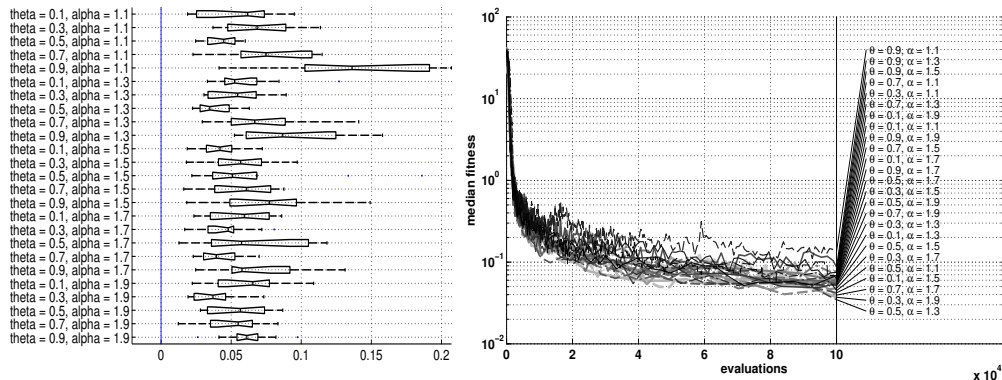 theta = 0.1, alpha = 1.1
theta = 0.3, alpha = 1.1
theta = 0.5, alpha = 1.1
theta = 0.7, alpha = 1.1
theta = 0.9, alpha = 1.1
theta = 0.1, alpha = 1.3
theta = 0.3, alpha = 1.3
theta = 0.5, alpha = 1.3
theta = 0.7, alpha = 1.3
theta = 0.9, alpha = 1.3
theta = 0.1, alpha = 1.5
theta = 0.3, alpha = 1.5
theta = 0.5, alpha = 1.5
theta = 0.7, alpha = 1.5
theta = 0.9, alpha = 1.5
theta = 0.1, alpha = 1.7
theta = 0.3, alpha = 1.7
theta = 0.5, alpha = 1.7
theta = 0.7, alpha = 1.7
theta = 0.9, alpha = 1.7
theta = 0.1, alpha = 1.9
theta = 0.3, alpha = 1.9
theta = 0.5, alpha = 1.9
theta = 0.7, alpha = 1.9
theta = 0.9, alpha = 1.9
0 0.05 0.1 0.15 0.2
median fitness
10²
10¹
10⁰
10⁻¹
10⁻²
0 2 4 6 8 10
evaluations
θ = 0.9, α = 1.1
θ = 0.9, α = 1.3
θ = 0.9, α = 1.5
θ = 0.7, α = 1.1
θ = 0.3, α = 1.1
θ = 0.7, α = 1.3
θ = 0.1, α = 1.9
θ = 0.1, α = 1.1
θ = 0.9, α = 1.9
θ = 0.7, α = 1.5
θ = 0.1, α = 1.7
θ = 0.9, α = 1.7
θ = 0.5, α = 1.7
θ = 0.3, α = 1.5
θ = 0.5, α = 1.9
θ = 0.7, α = 1.9
θ = 0.3, α = 1.3
θ = 0.1, α = 1.3
θ = 0.5, α = 1.5
θ = 0.3, α = 1.7
θ = 0.5, α = 1.1
θ = 0.1, α = 1.5
θ = 0.7, α = 1.7
θ = 0.3, α = 1.9
θ = 0.5, α = 1.3